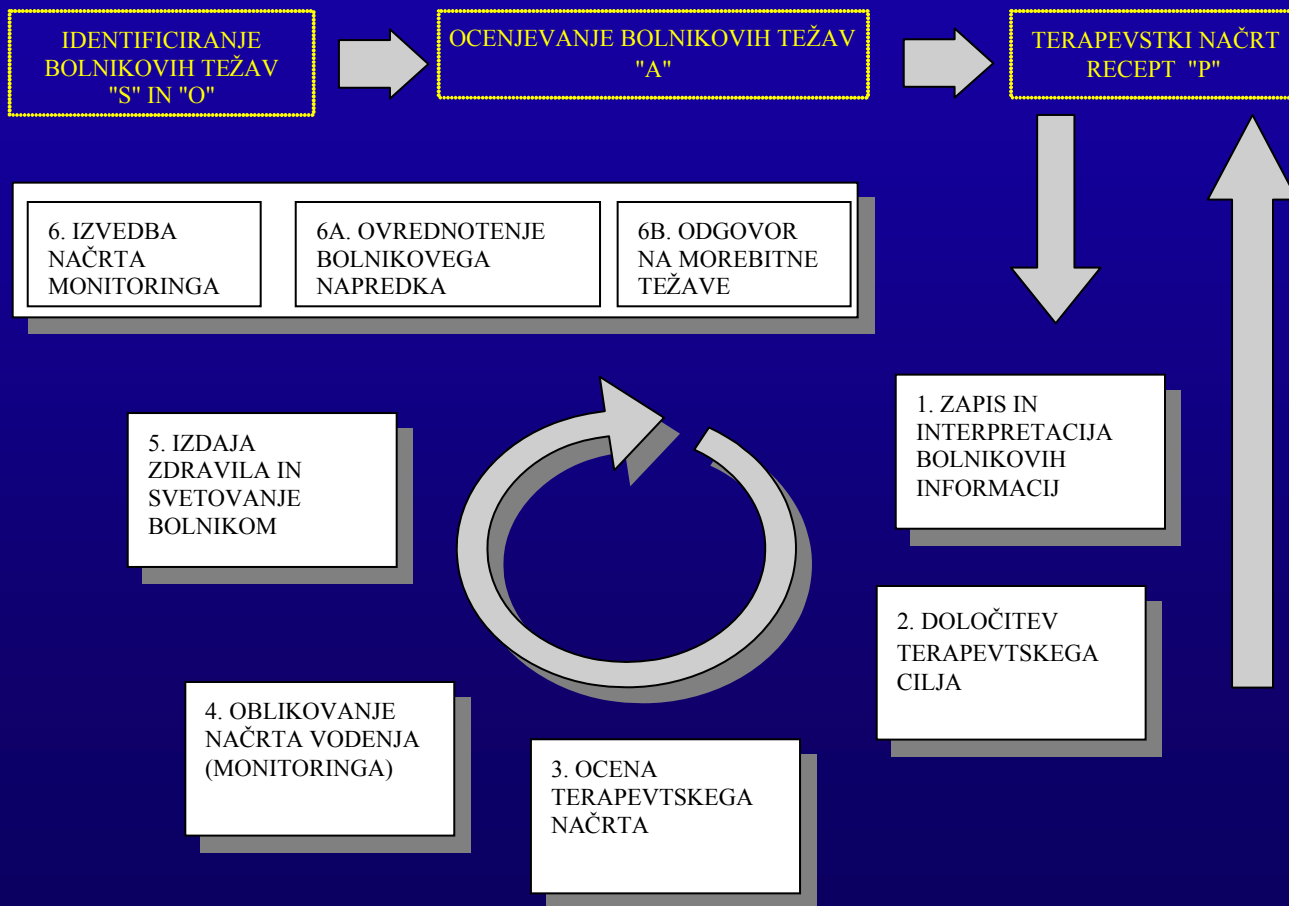 IDENTIFICIRANJE
BOLNIKOVIH TEŽAV
"S" IN "O"
OCENJEVANJE BOLNIKOVIH TEŽAV
"A"
TERAPEVSTKI NAČRT
RECEPT "P"
6. IZVEDBA
NAČRTA
MONITORINGA
6A. OVREDNOTENJE
BOLNIKOVEGA
NAPREDKA
6B. ODGOVOR
NA MOREBITNE
TEŽAVE
1. ZAPIS IN
INTERPRETACIJA
BOLNIKOVIH
INFORMACIJ
2. DOLOČITEV
TERAPEVTSKEGA
CILJA
3. OCENA
TERAPEVTSKEGA
NAČRTA
4. OBLIKOVANJE
NAČRTA VODENJA
(MONITORINGA)
5. IZDAJA
ZDRAVILA IN
SVETOVANJE
BOLNIKOM